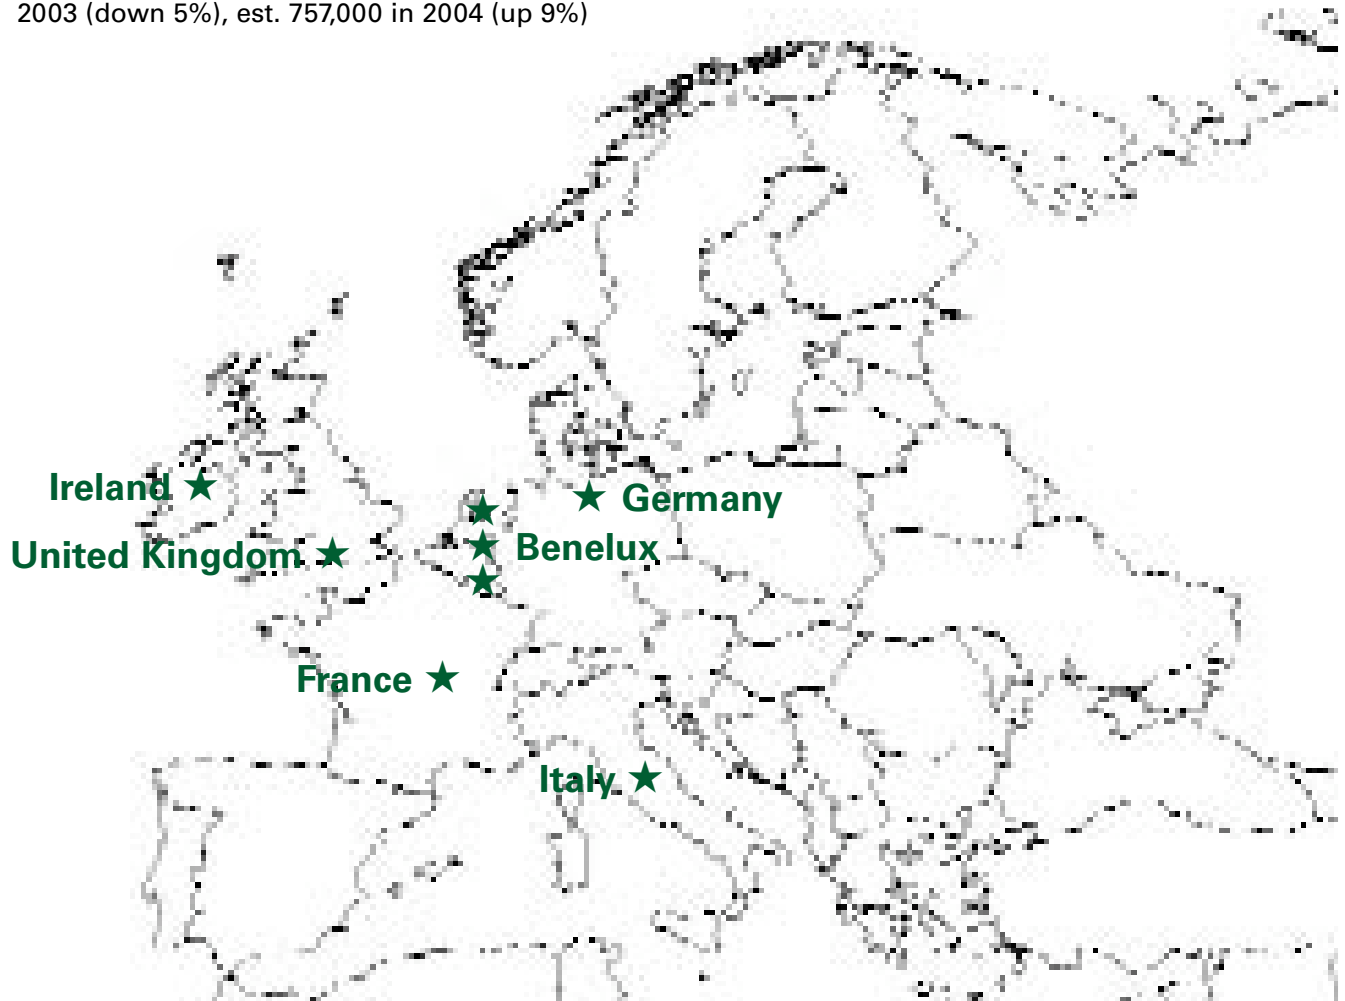 2003 (down 5%), est. 757,000 in 2004 (up 9%)
Ireland
Germany
United Kingdom
Benelux
France
Italy